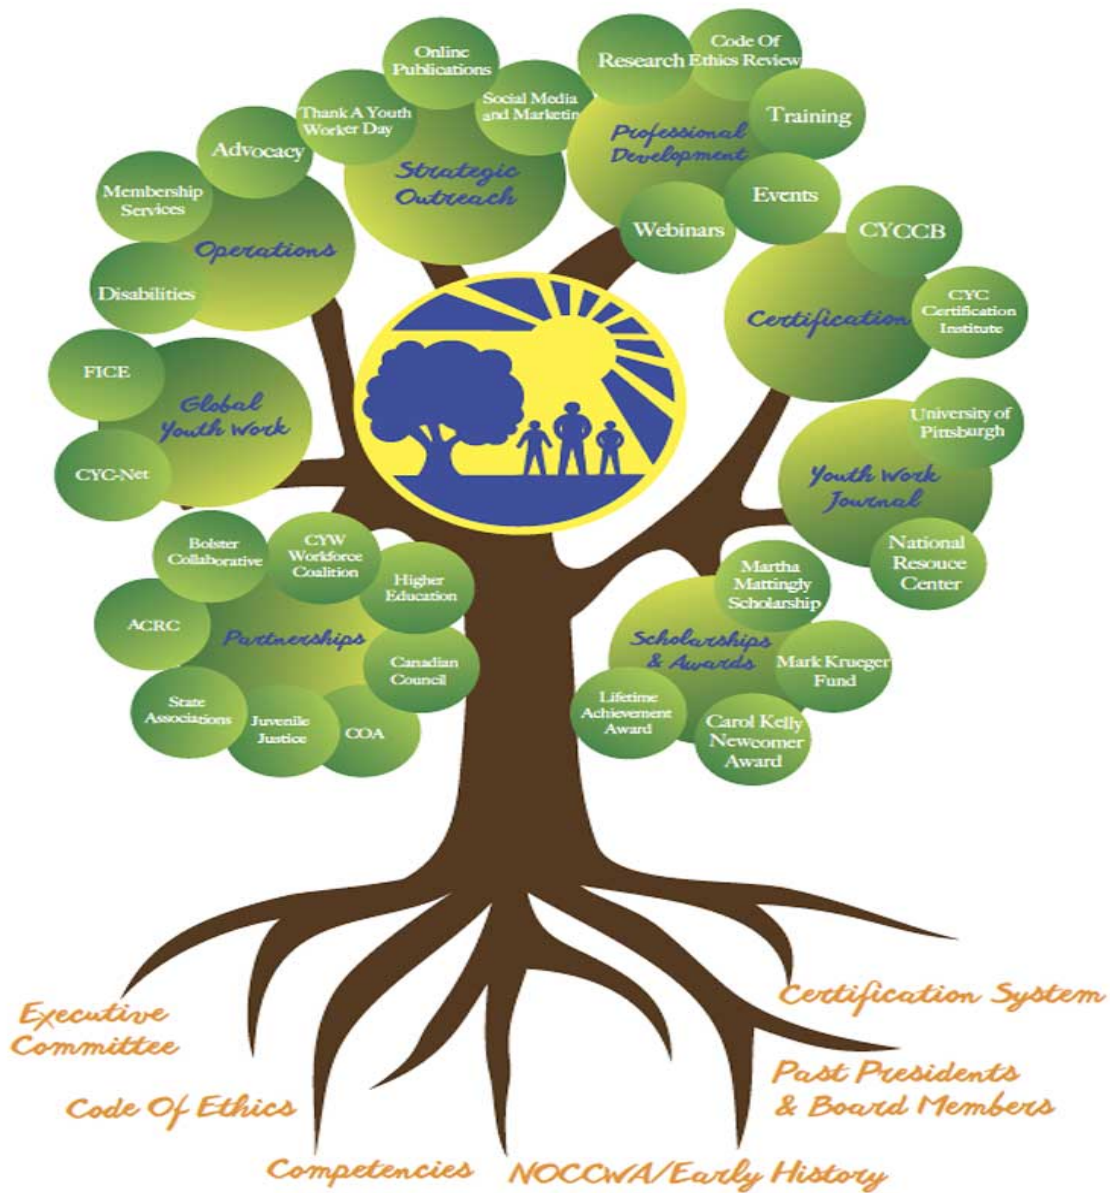 Online
Publications
Thank A Youth
Worker Day
Social Media
and Marketin
Strategic
Outreach
Research
Code Of
Ethics Review
Training
Events
Webinars
Professional
Development
Advocacy
Membership
Services
Disabilities
Operations
CYCCB
CYC
Certification
Institute
Certification
FICE
CYC-Net
Global
Youth Work
University of
Pittsburgh
National
Resouce
Center
Youth Work
Journal
Bolster
Collaborative
CYW
Workforce
Coalition
Higher
Education
ACRC
Partnerships
Canadian
Council
State
Associations
Juvenile
Justice
COA
Martha
Mattingly
Scholarship
Scholarships
& Awards
Mark Krueger
Fund
Lifetime
Achievement
Award
Carol Kelly
Newcomer
Award
Executive
Committee
Code Of Ethics
Competencies
NOCCWA/Early History
Past Presidents
& Board Members
Certification System